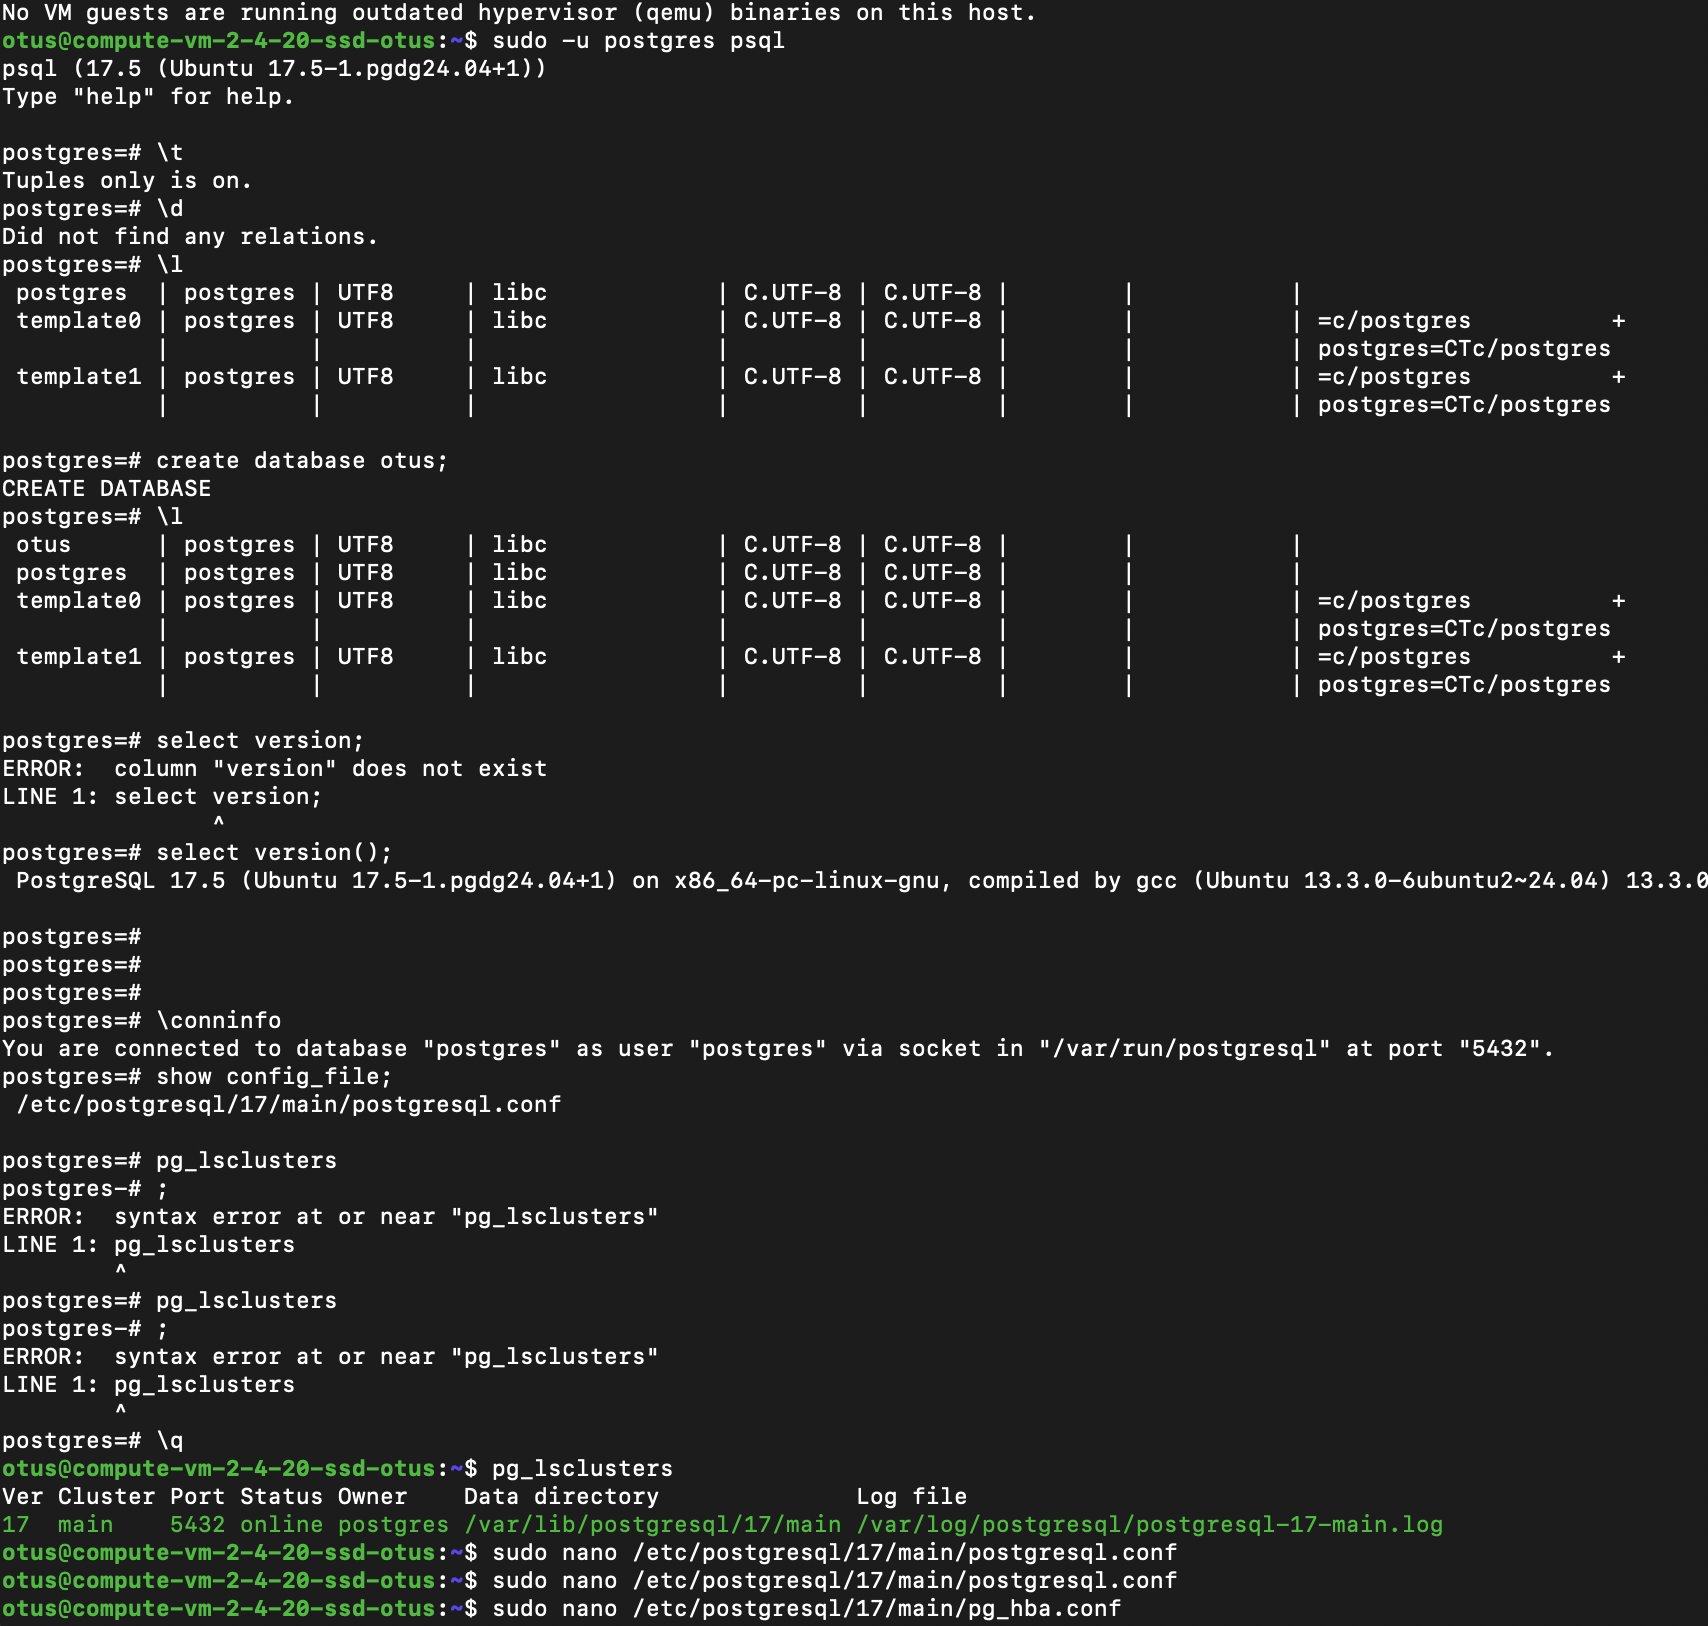 No VM guests are running outdated hypervisor (qemu) binaries on this host.
otus@compute-vm-2-4-20-ssd-otus:~$ sudo -u postgres psql
psql (17.5 (Ubuntu 17.5-1.pgdg24.04+1))
Type "help" for help.

postgres=# \t
Tuples only is on.
postgres=# \d
Did not find any relations.
postgres=# \l
 postgres  | postgres | UTF8     | libc            | C.UTF-8 | C.UTF-8 |        |           |
 template0 | postgres | UTF8     | libc            | C.UTF-8 | C.UTF-8 |        |           | =c/postgres          +
           |          |          |                 |         |         |        |           | postgres=CTc/postgres
 template1 | postgres | UTF8     | libc            | C.UTF-8 | C.UTF-8 |        |           | =c/postgres          +
           |          |          |                 |         |         |        |           | postgres=CTc/postgres

postgres=# create database otus;
CREATE DATABASE
postgres=# \l
 otus      | postgres | UTF8     | libc            | C.UTF-8 | C.UTF-8 |        |           |
 postgres  | postgres | UTF8     | libc            | C.UTF-8 | C.UTF-8 |        |           |
 template0 | postgres | UTF8     | libc            | C.UTF-8 | C.UTF-8 |        |           | =c/postgres          +
           |          |          |                 |         |         |        |           | postgres=CTc/postgres
 template1 | postgres | UTF8     | libc            | C.UTF-8 | C.UTF-8 |        |           | =c/postgres          +
           |          |          |                 |         |         |        |           | postgres=CTc/postgres

postgres=# select version;
ERROR:  column "version" does not exist
LINE 1: select version;
               ^
postgres=# select version();
 PostgreSQL 17.5 (Ubuntu 17.5-1.pgdg24.04+1) on x86_64-pc-linux-gnu, compiled by gcc (Ubuntu 13.3.0-6ubuntu2~24.04) 13.3.0

postgres=#
postgres=#
postgres=#
postgres=# \conninfo
You are connected to database "postgres" as user "postgres" via socket in "/var/run/postgresql" at port "5432".
postgres=# show config_file;
 /etc/postgresql/17/main/postgresql.conf

postgres=# pg_lsclusters
postgres-# ;
ERROR:  syntax error at or near "pg_lsclusters"
LINE 1: pg_lsclusters
        ^
postgres=# pg_lsclusters
postgres-# ;
ERROR:  syntax error at or near "pg_lsclusters"
LINE 1: pg_lsclusters
        ^
postgres=# \q
otus@compute-vm-2-4-20-ssd-otus:~$ pg_lsclusters
Ver Cluster Port Status Owner    Data directory              Log file
17  main    5432 online postgres /var/lib/postgresql/17/main /var/log/postgresql/postgresql-17-main.log
otus@compute-vm-2-4-20-ssd-otus:~$ sudo nano /etc/postgresql/17/main/postgresql.conf
otus@compute-vm-2-4-20-ssd-otus:~$ sudo nano /etc/postgresql/17/main/postgresql.conf
otus@compute-vm-2-4-20-ssd-otus:~$ sudo nano /etc/postgresql/17/main/pg_hba.conf